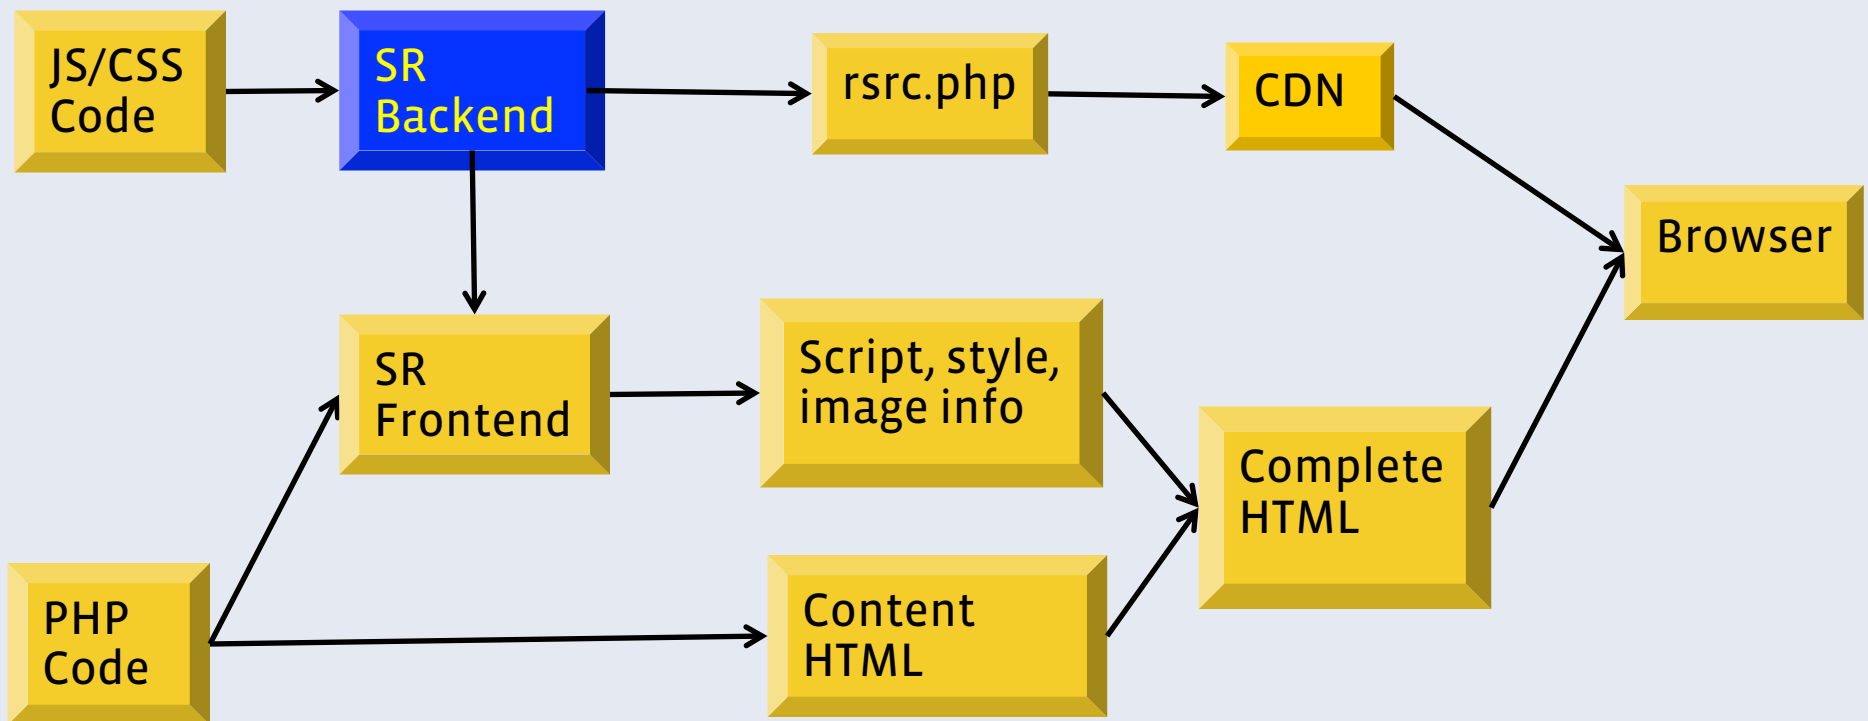 JS/CSS
Code
SR
Backend
rsrc.php
CDN
Browser
SR
Frontend
Script, style,
image info
Complete
HTML
PHP
Code
Content
HTML